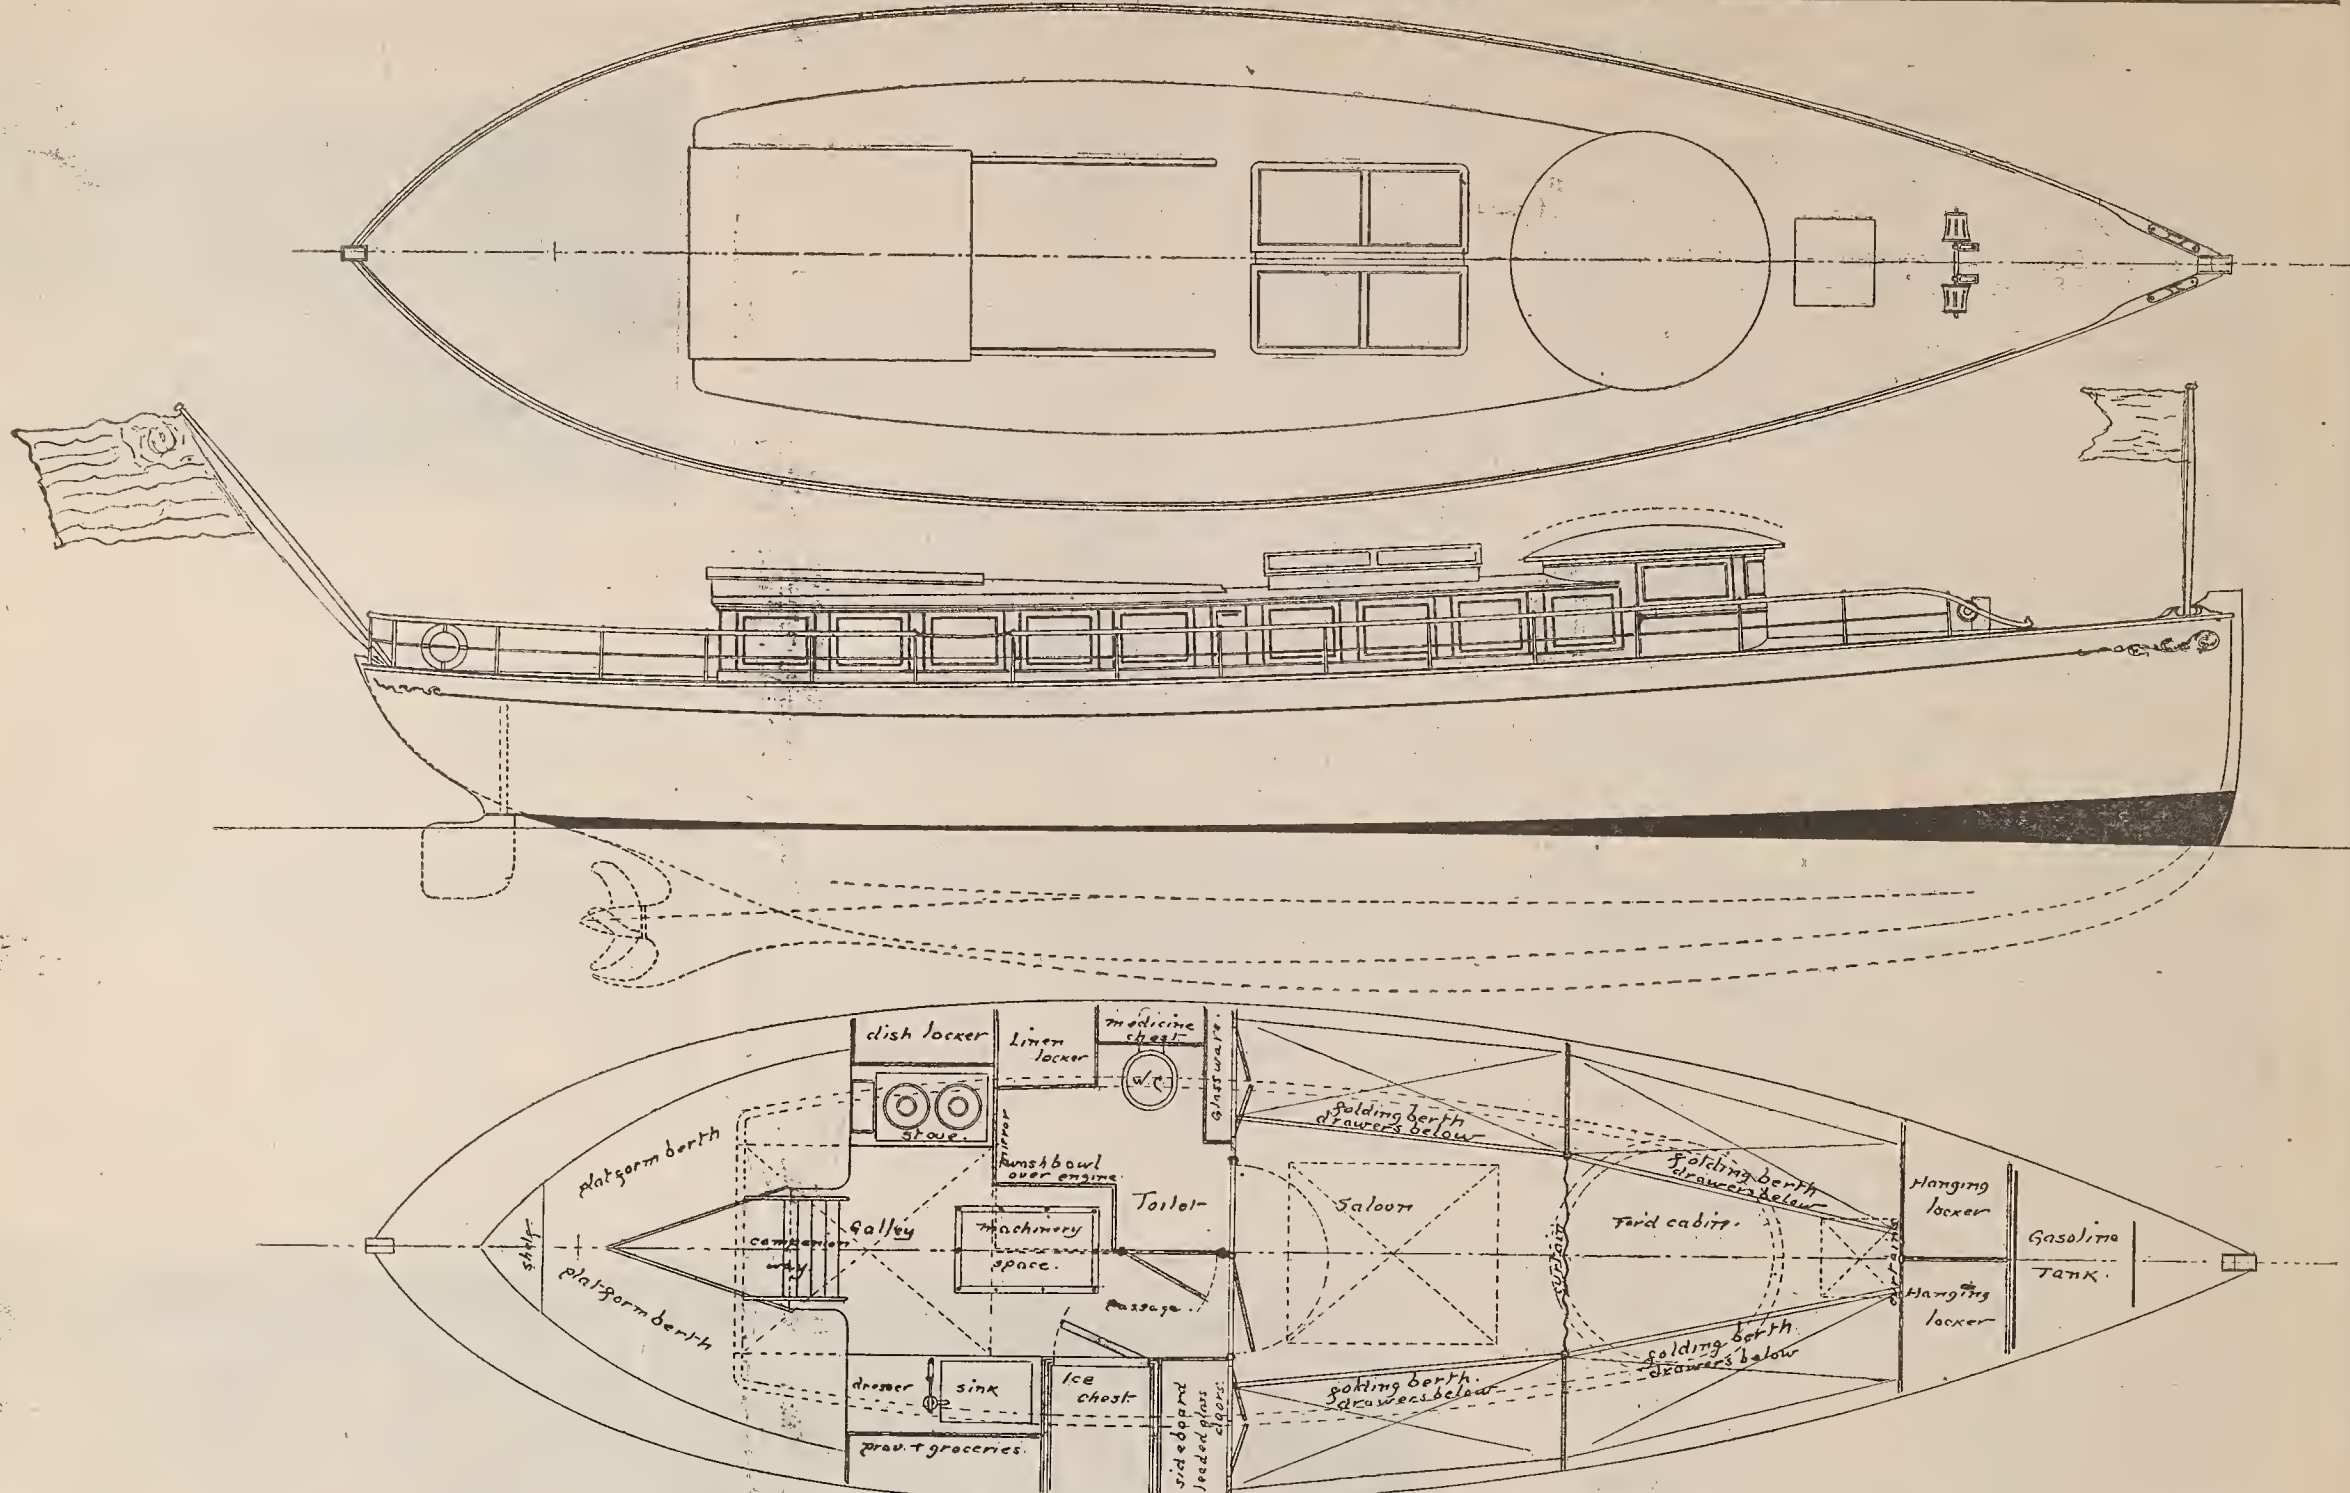 dish locker
Linen
locker
medicine
chest
Glassware.
W.C.
stove.
mirror
washbowl
over engine.
Toilet
folding berth
drawers below
folding berth
drawers below
platform berth
shelf.
platform berth
companion
way.
Galley
machinery
space.
passage.
Saloon
curtain
Ford cabin.
curtains
Hanging
locker
Hanging
locker
Gasoline
Tank.
dresser
sink
Ice
chest
prov. + groceries.
sideboard
leaded glass
doors.
folding berth.
drawers below
folding berth.
drawers below